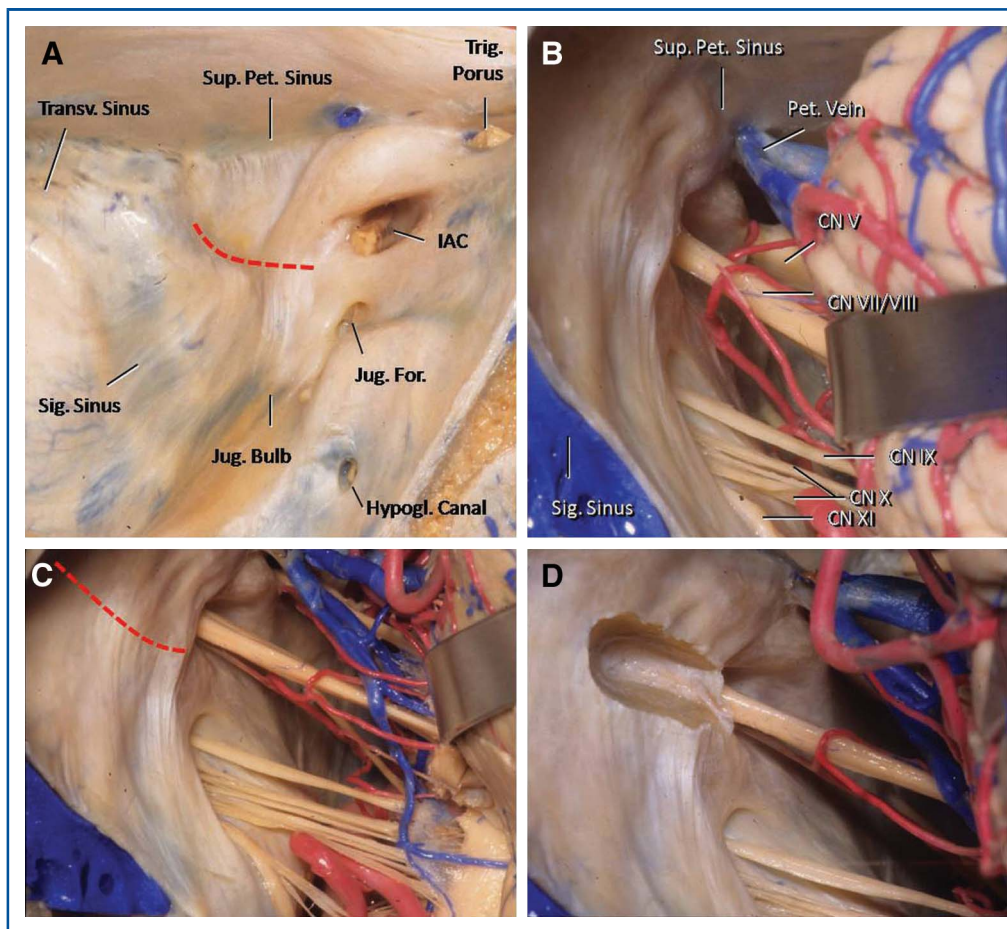 A
Trig.
Porus
Sup. Pet. Sinus
Transv. Sinus
IAC
Jug. For.
Sig. Sinus
Jug. Bulb
Hypogl. Canal
B
Sup. Pet. Sinus
Pet. Vein
CN V
CN VII/VIII
CN IX
CN X
Sig. Sinus
CN XI
C
D